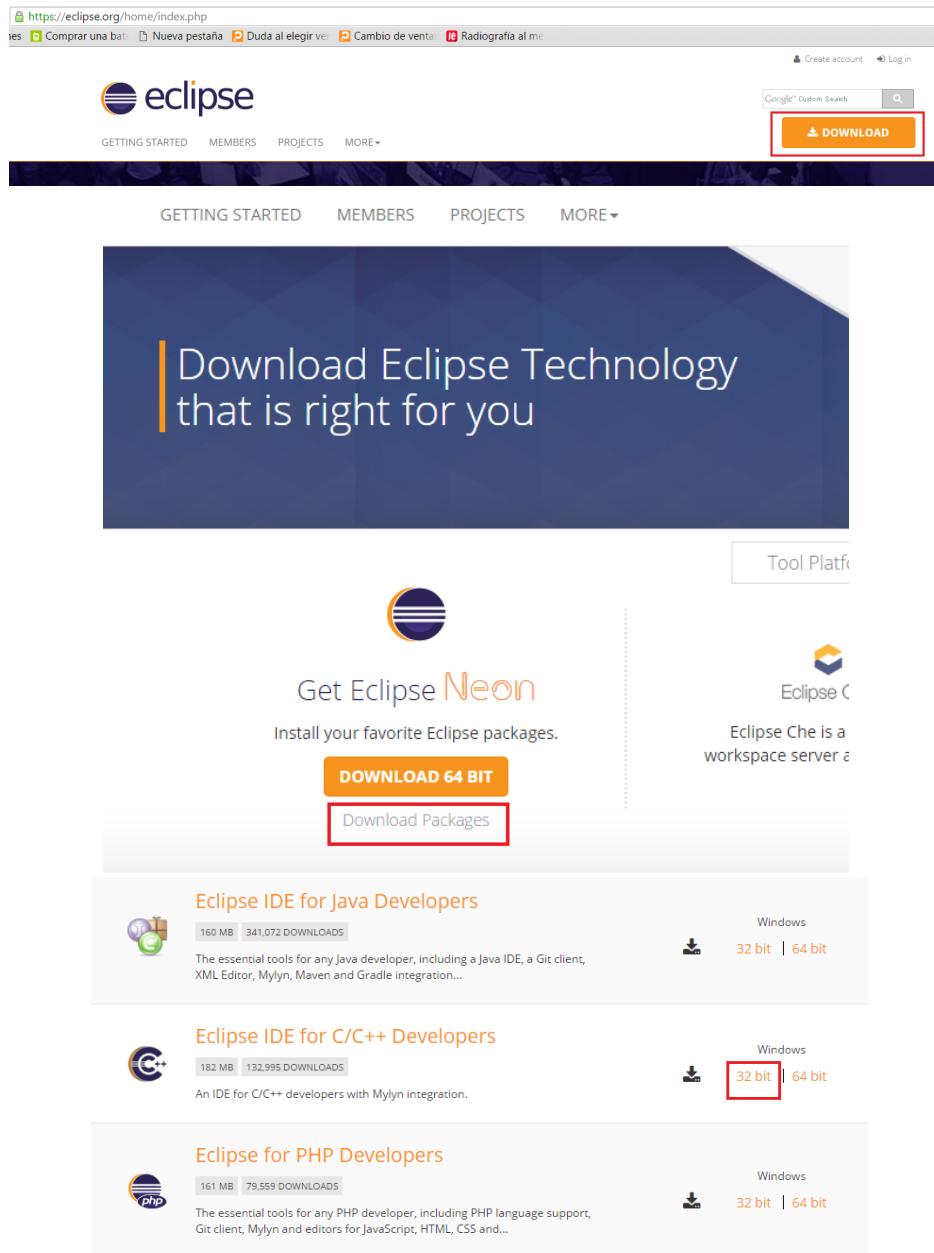 https://eclipse.org/home/index.php
nes Comprar una bat Nueva pestaña Duda al elegir ver Cambio de venta Radiografía al me
Create account Log in
eclipse
Google™ Custom Search
DOWNLOAD
GETTING STARTED MEMBERS PROJECTS MORE
GETTING STARTED MEMBERS PROJECTS MORE
Download Eclipse Technology
that is right for you
Tool Platfo
Get Eclipse Neon
Install your favorite Eclipse packages.
DOWNLOAD 64 BIT
Download Packages
Eclipse C
Eclipse Che is a
workspace server a
Eclipse IDE for Java Developers
160 MB 341,072 DOWNLOADS
The essential tools for any Java developer, including a Java IDE, a Git client,
XML Editor, Mylyn, Maven and Gradle integration...
Windows
32 bit | 64 bit
Eclipse IDE for C/C++ Developers
182 MB 132,995 DOWNLOADS
An IDE for C/C++ developers with Mylyn integration.
Windows
32 bit | 64 bit
Eclipse for PHP Developers
161 MB 79,559 DOWNLOADS
The essential tools for any PHP developer, including PHP language support,
Git client, Mylyn and editors for JavaScript, HTML, CSS and...
php
Windows
32 bit | 64 bit